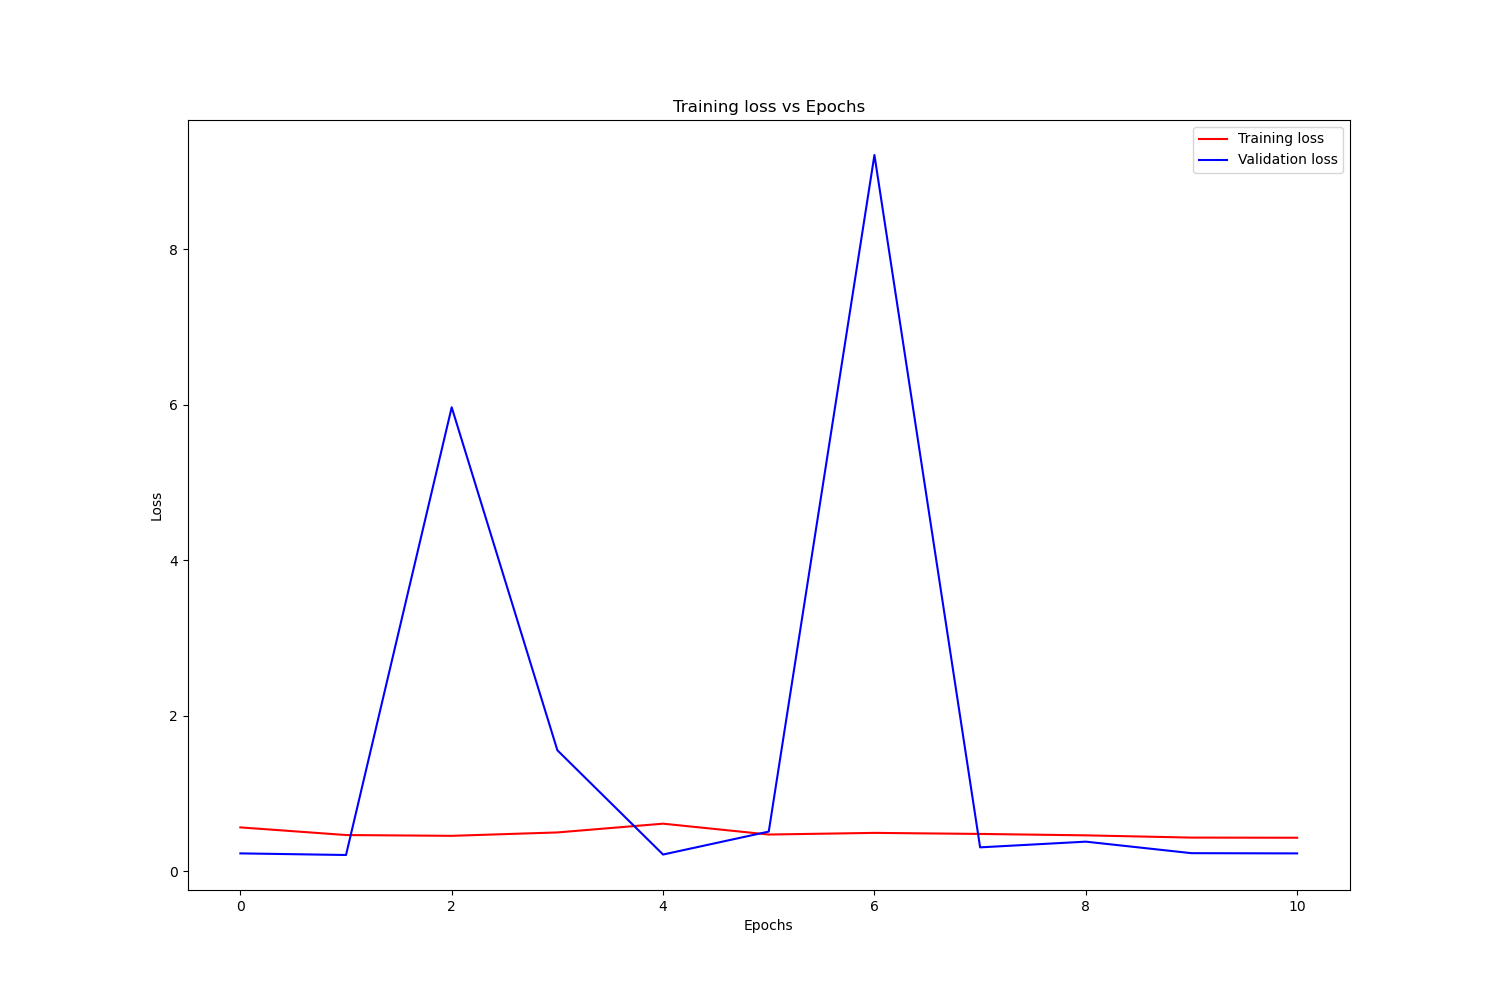 Training loss vs Epochs
Training loss
Validation loss
8
6
4
2
0
Loss
0 2 4 6 8 10
Epochs